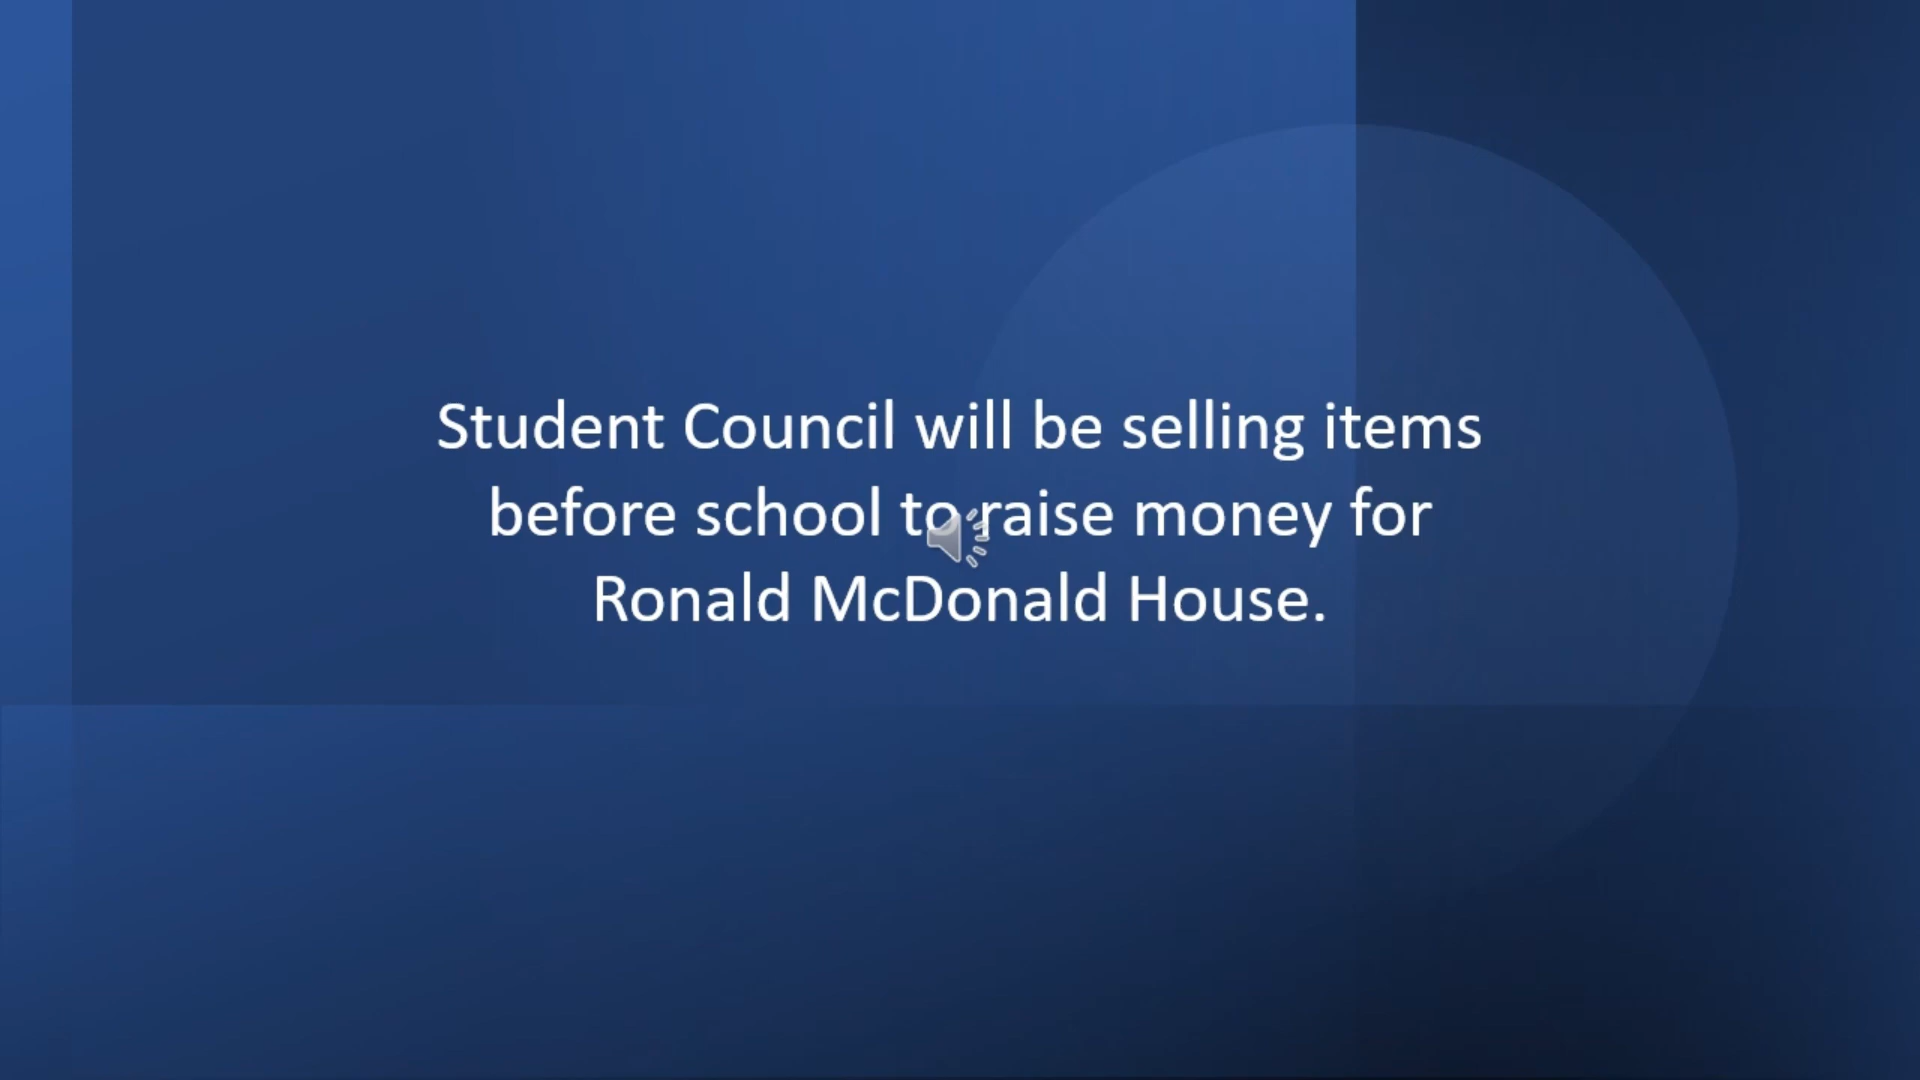 Student Council will be selling items
before school to raise money for
Ronald McDonald House.